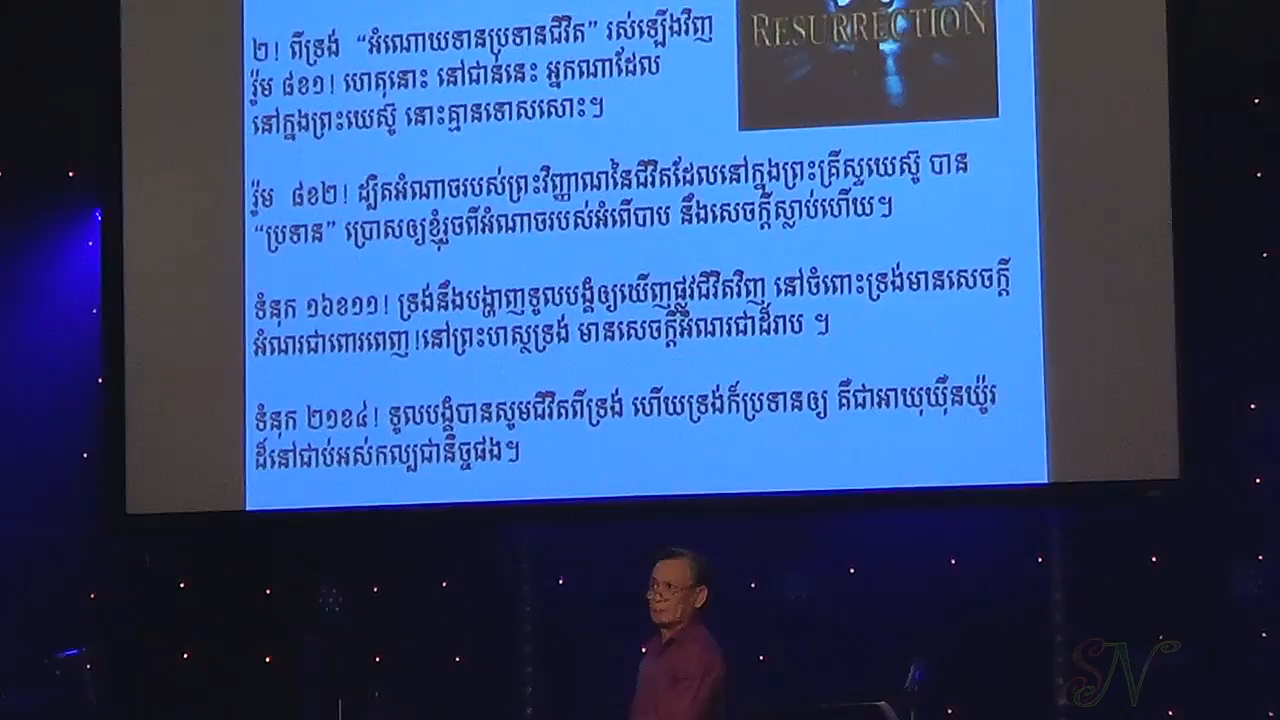 RESURRECTION
២! ពីទ្រង់ “អំណោយទានប្រទានជិវិត” រស់ឡើងវិញ
រ៉ូម ៨ខ១! ហេតុនោះ នៅជាន់នេះ អ្នកណាដែល
នៅក្នុងព្រះយេស៊ូ នោះគ្មានទោសសោះៗ
រ៉ូម ៨ខ២! ដ្បិតអំណាចរបស់ព្រះវិញ្ញាណនៃជិវិតដែលនៅក្នុងព្រះគ្រីស្ទយេស៊ូ បាន
“ប្រទាន” ប្រោសឲ្យខ្ញុំរួចពីអំណាចរបស់អំពើបាប នឹងសេចក្ដីស្លាប់ហើយៗ
ទំនុក ១៦ខ១១! ទ្រង់នឹងបង្ហាញទូលបង្គំឲ្យឃើញផ្លូវជិវិតវិញ នៅចំពោះទ្រង់មានសេចក្ដី
អំណរជាពោរពេញ!នៅព្រះហស្ថទ្រង់ មានសេចក្ដីអំណរជាដ៏រាប ៗ
ទំនុក ២១ខ៤! ទូលបង្គំបានសូមជិវិតពីទ្រង់ ហើយទ្រង់ក៏ប្រទានឲ្យ គឺជាអាយុយ៉ឺនយ៉ូរ
ដ៏នៅជាប់អស់កល្បជានិច្ចផងៗ
SN